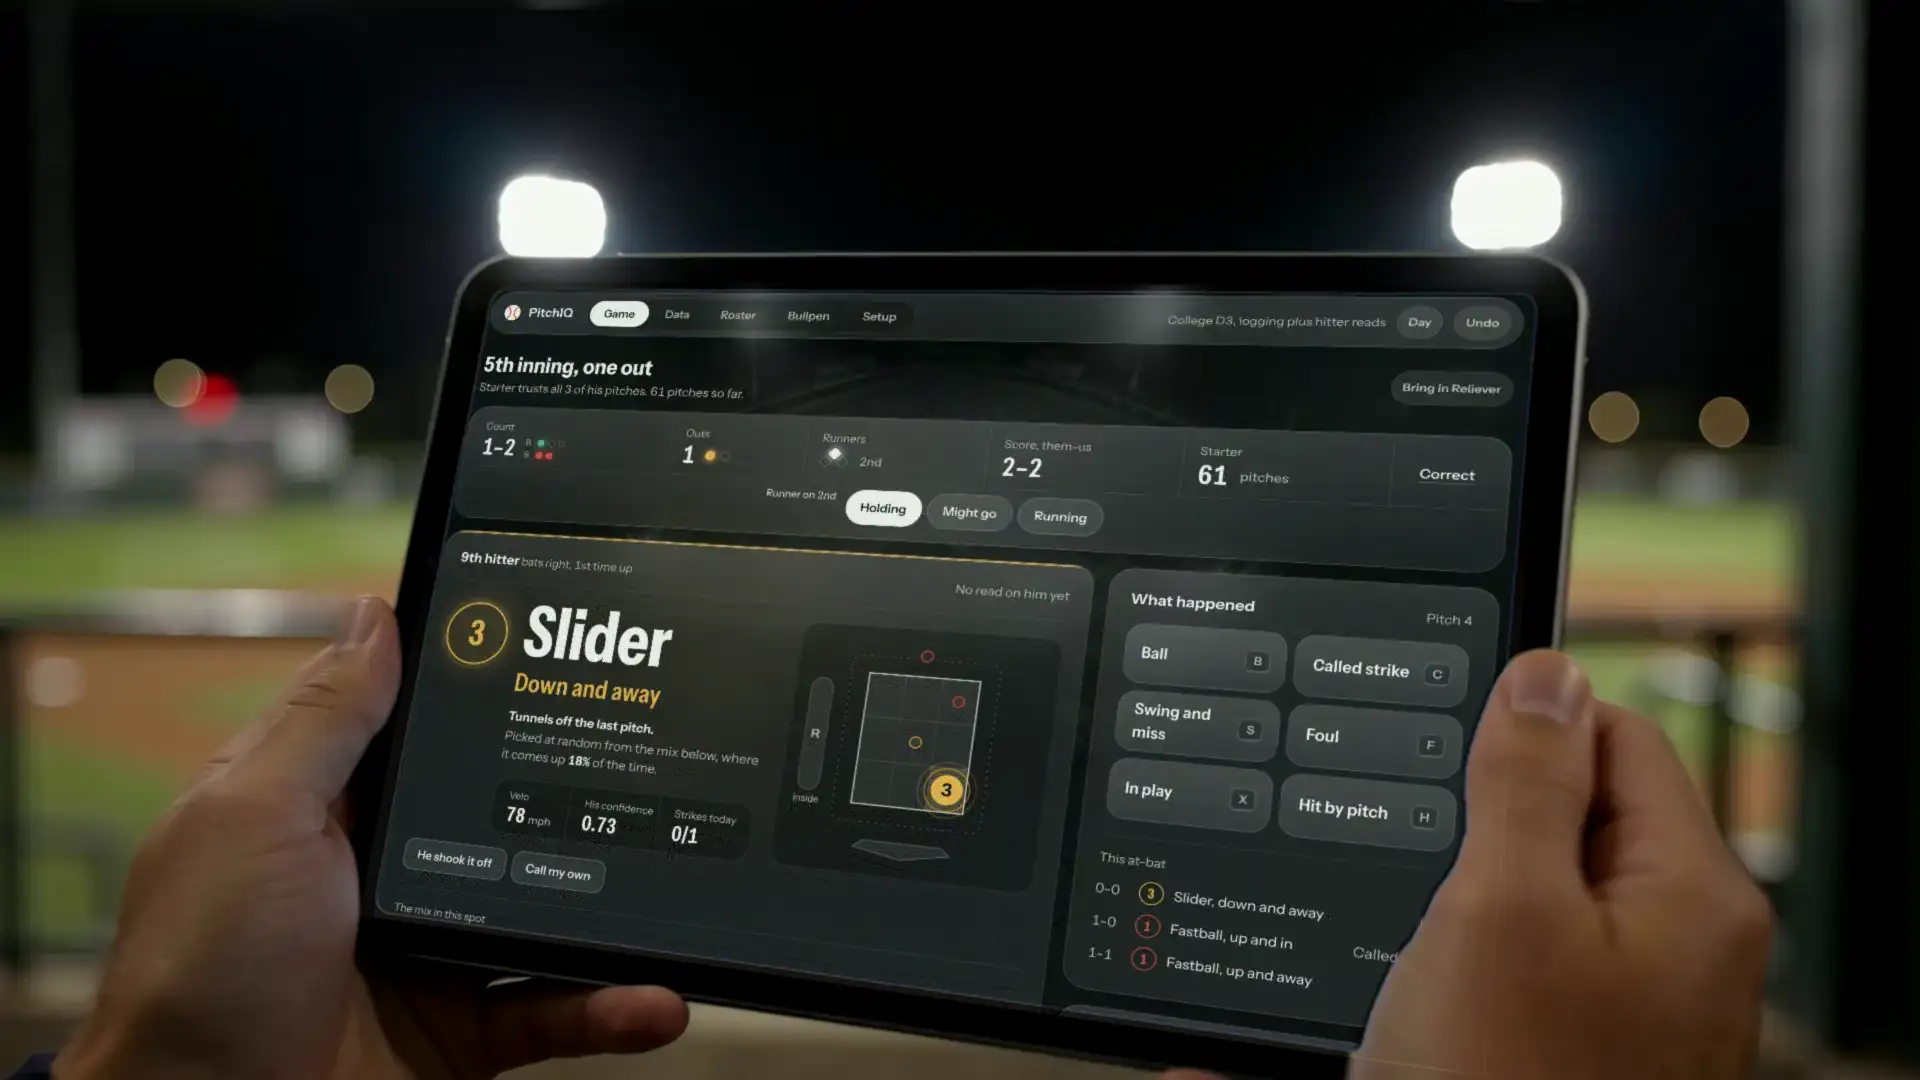 PitchIQ
Game
Data
Roster
Bullpen
Setup
College D3, logging plus hitter reads
Day
Undo
5th inning, one out
Starter trusts all 3 of his pitches. 61 pitches so far.
Bring in Reliever
Count
1-2
B
S
Outs
1
Runners
2nd
Score, them-us
2-2
Starter
61 pitches
Correct
Runner on 2nd
Holding
Might go
Running
9th hitter bats right, 1st time up
No read on him yet
3
Slider
Down and away
Tunnels off the last pitch.
Picked at random from the mix below, where
it comes up 18% of the time.
Velo
78 mph
His confidence
0.73
Strikes today
0/1
He shook it off
Call my own
The mix in this spot
R
Inside
3
What happened
Pitch 4
Ball B
Called strike C
Swing and
miss S
Foul F
In play X
Hit by pitch H
This at-bat
0-0 3 Slider, down and away
1-0 1 Fastball, up and in
Called
1-1 1 Fastball, up and away